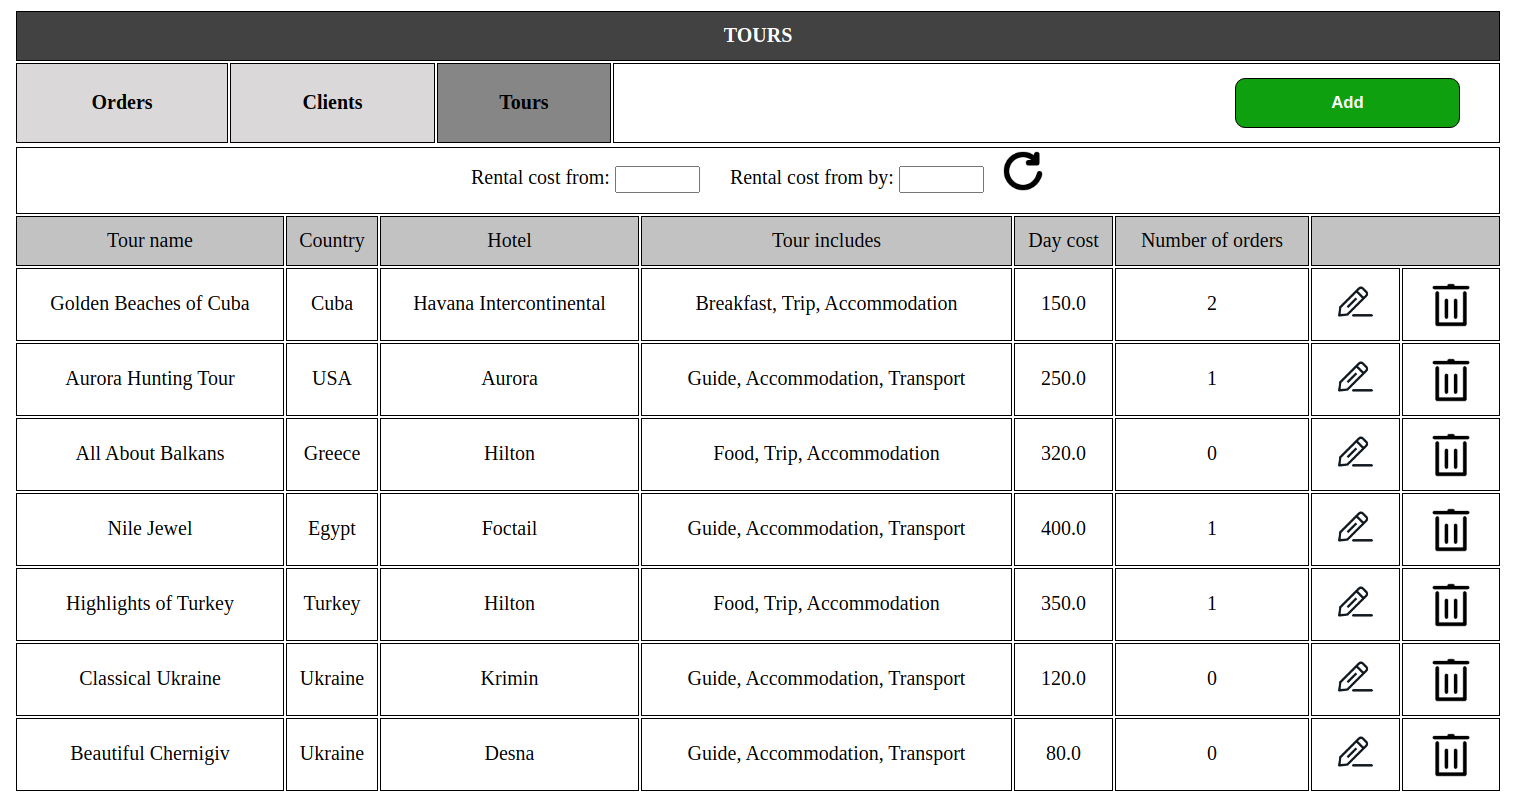 TOURS
Orders Clients Tours Add
Rental cost from: Rental cost from by:
Tour name Country Hotel Tour includes Day cost Number of orders
Golden Beaches of Cuba Cuba Havana Intercontinental Breakfast, Trip, Accommodation 150.0 2
Aurora Hunting Tour USA Aurora Guide, Accommodation, Transport 250.0 1
All About Balkans Greece Hilton Food, Trip, Accommodation 320.0 0
Nile Jewel Egypt Foctail Guide, Accommodation, Transport 400.0 1
Highlights of Turkey Turkey Hilton Food, Trip, Accommodation 350.0 1
Classical Ukraine Ukraine Krimin Guide, Accommodation, Transport 120.0 0
Beautiful Chernigiv Ukraine Desna Guide, Accommodation, Transport 80.0 0